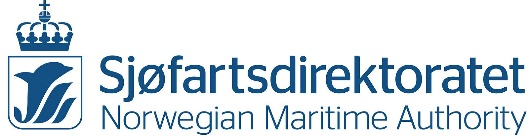 Sjøfartsdirektoratet
Norwegian Maritime Authority